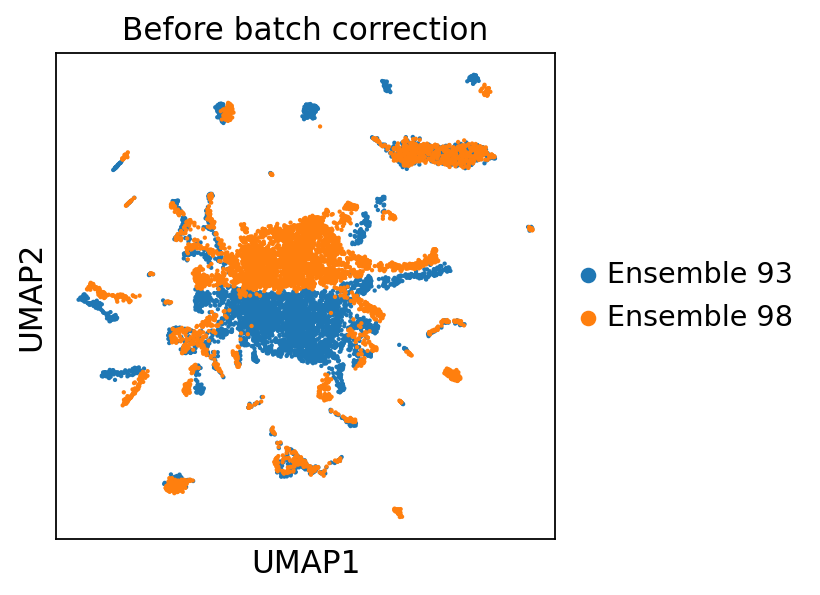 Before batch correction
UMAP2
Ensemble 93
Ensemble 98
UMAP1